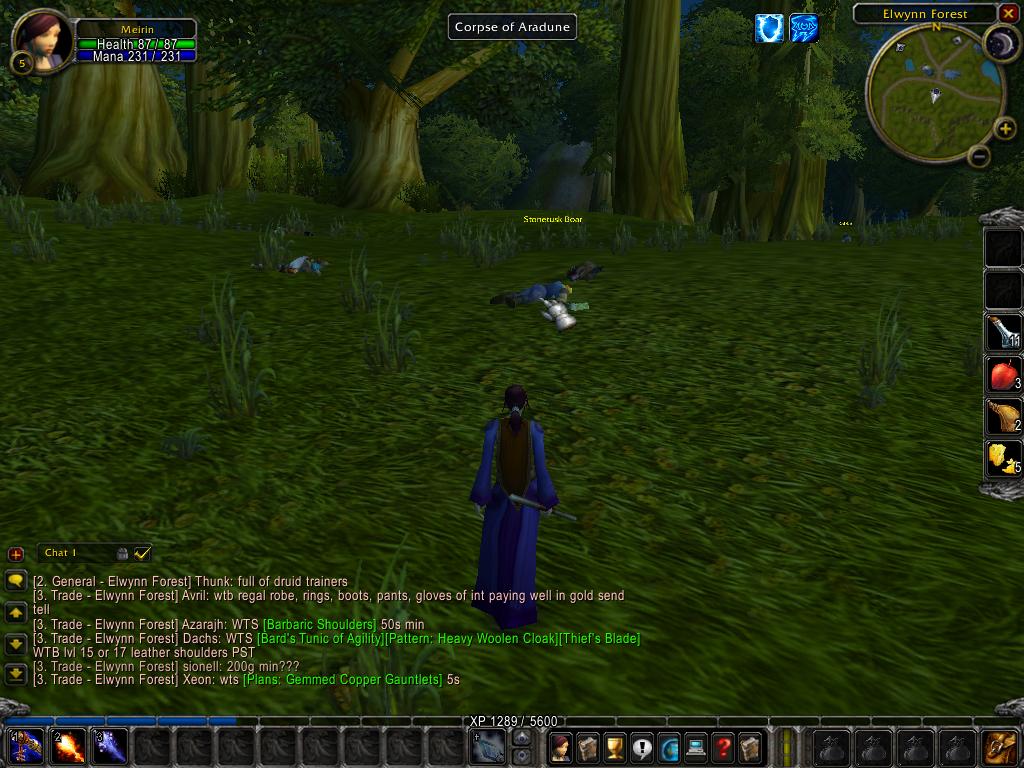 Meirin
Health 87 / 87
Mana 231 / 231
5
Corpse of Aradune
Elwynn Forest
N
Stonetusk Boar
11
3
2
5
Chat 1
[2. General - Elwynn Forest] Thunk: full of druid trainers
[3. Trade - Elwynn Forest] Avril: wtb regal robe, rings, boots, pants, gloves of int paying well in gold send
tell
[3. Trade - Elwynn Forest] Azarajh: WTS [Barbaric Shoulders] 50s min
[3. Trade - Elwynn Forest] Dachs: WTS [Bard's Tunic of Agility][Pattern: Heavy Woolen Cloak][Thief's Blade]
WTB lvl 15 or 17 leather shoulders PST
[3. Trade - Elwynn Forest] sionell: 200g min???
[3. Trade - Elwynn Forest] Xeon: wts [Plans: Gemmed Copper Gauntlets] 5s
XP 1289 / 5600
1
2
3